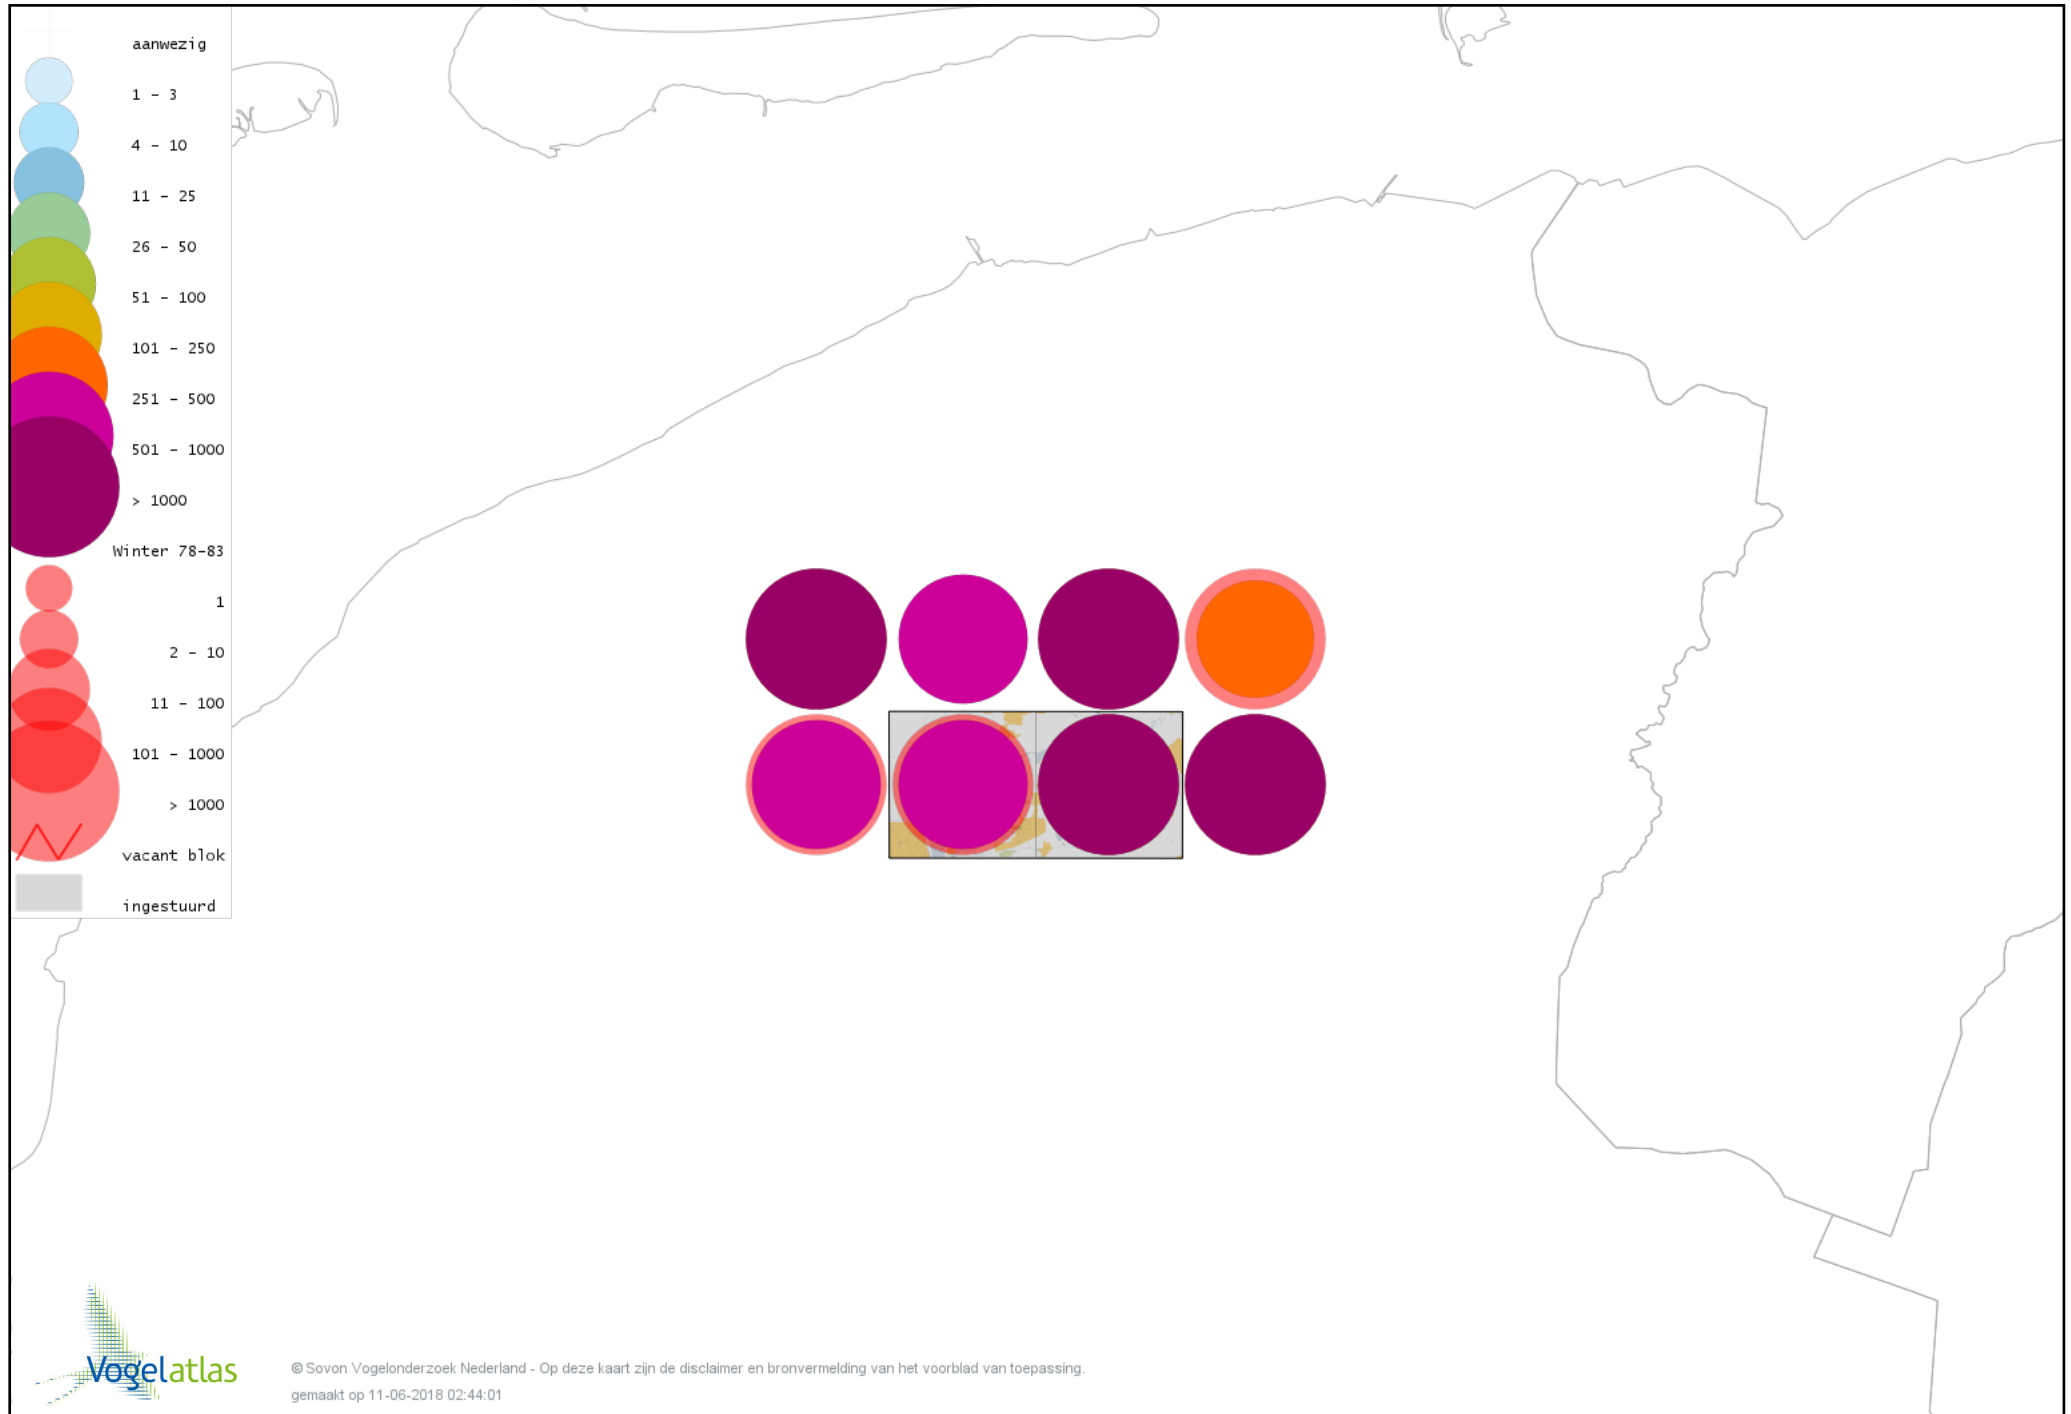 aanwezig
1 - 3
4 - 10
11 - 25
26 - 50
51 - 100
101 - 250
251 - 500
501 - 1000
> 1000
Winter 78-83
1
2 - 10
11 - 100
101 - 1000
> 1000
vacant blok
ingestuurd
Vogelatlas
© Sovon Vogelonderzoek Nederland - Op deze kaart zijn de disclaimer en bronvermelding van het voorblad van toepassing.
gemaakt op 11-06-2018 02:44:01